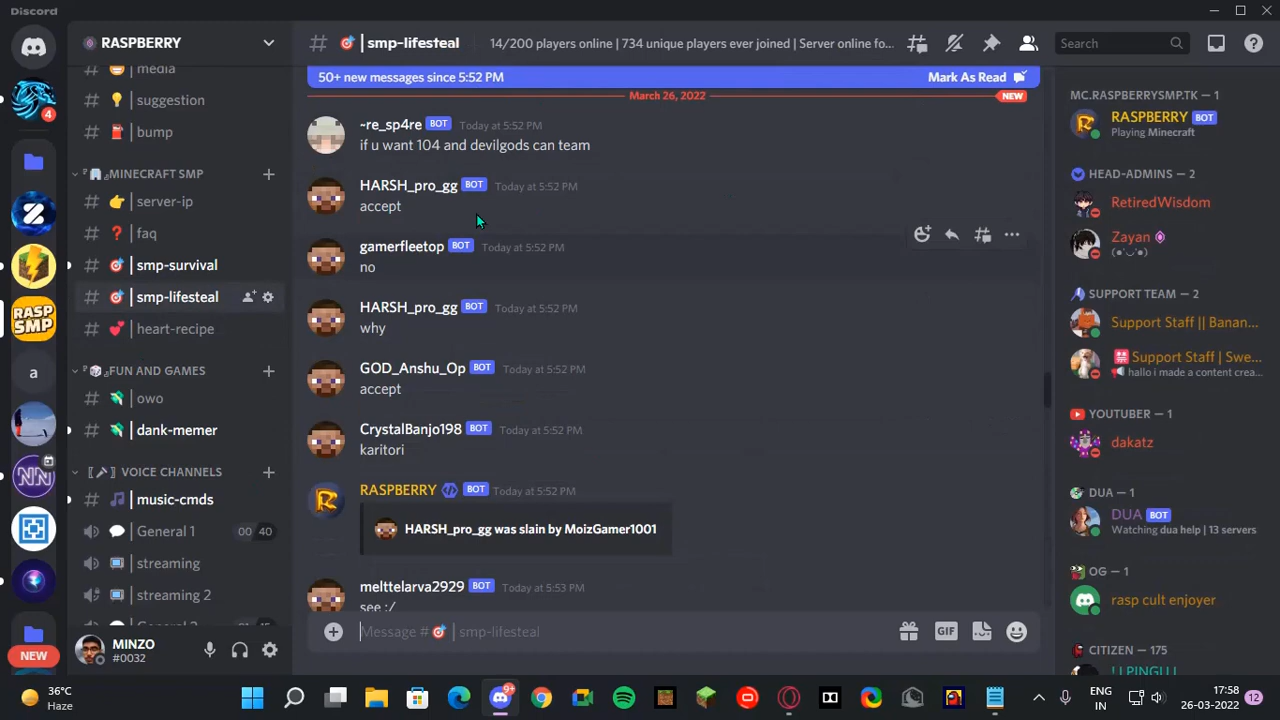 Discord
RASPBERRY
| smp-lifesteal
14/200 players online | 734 unique players ever joined | Server online fo...
Search
4
RASP
SMP
a
NN
NEW
media
suggestion
bump
MINECRAFT SMP
server-ip
faq
smp-survival
smp-lifesteal
heart-recipe
FUN AND GAMES
owo
dank-memer
VOICE CHANNELS
music-cmds
General 1
00 40
streaming
streaming 2
General 2
MINZO
#0032
50+ new messages since 5:52 PM
Mark As Read
March 26, 2022
NEW
~re_sp4re BOT Today at 5:52 PM
if u want 104 and devilgods can team
HARSH_pro_gg BOT Today at 5:52 PM
accept
gamerfleetop BOT Today at 5:52 PM
no
HARSH_pro_gg BOT Today at 5:52 PM
why
GOD_Anshu_Op BOT Today at 5:52 PM
accept
CrystalBanjo198 BOT Today at 5:52 PM
karitori
RASPBERRY BOT Today at 5:52 PM
HARSH_pro_gg was slain by MoizGamer1001
melttelarva2929 BOT Today at 5:53 PM
see :/
Message # | smp-lifesteal
GIF
MC.RASPBERRYSMP.TK — 1
RASPBERRY BOT
Playing Minecraft
HEAD-ADMINS — 2
RetiredWisdom
Zayan
(●'◡'●)
SUPPORT TEAM — 2
Support Staff || Banan...
Support Staff | Swe...
hallo i made a content crea...
YOUTUBER — 1
dakatz
DUA — 1
DUA BOT
Watching dua help | 13 servers
OG — 1
rasp cult enjoyer
CITIZEN — 175
36°C
Haze
9+
ENG
IN
17:58
26-03-2022
12